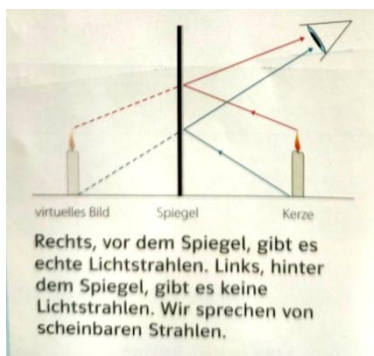 virtuelles Bild Spiegel Kerze
Rechts, vor dem Spiegel, gibt es
echte Lichtstrahlen. Links, hinter
dem Spiegel, gibt es keine
Lichtstrahlen. Wir sprechen von
scheinbaren Strahlen.